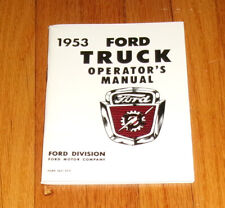 1953 FORD
TRUCK
OPERATOR'S
MANUAL
Ford
FORD DIVISION
FORD MOTOR COMPANY